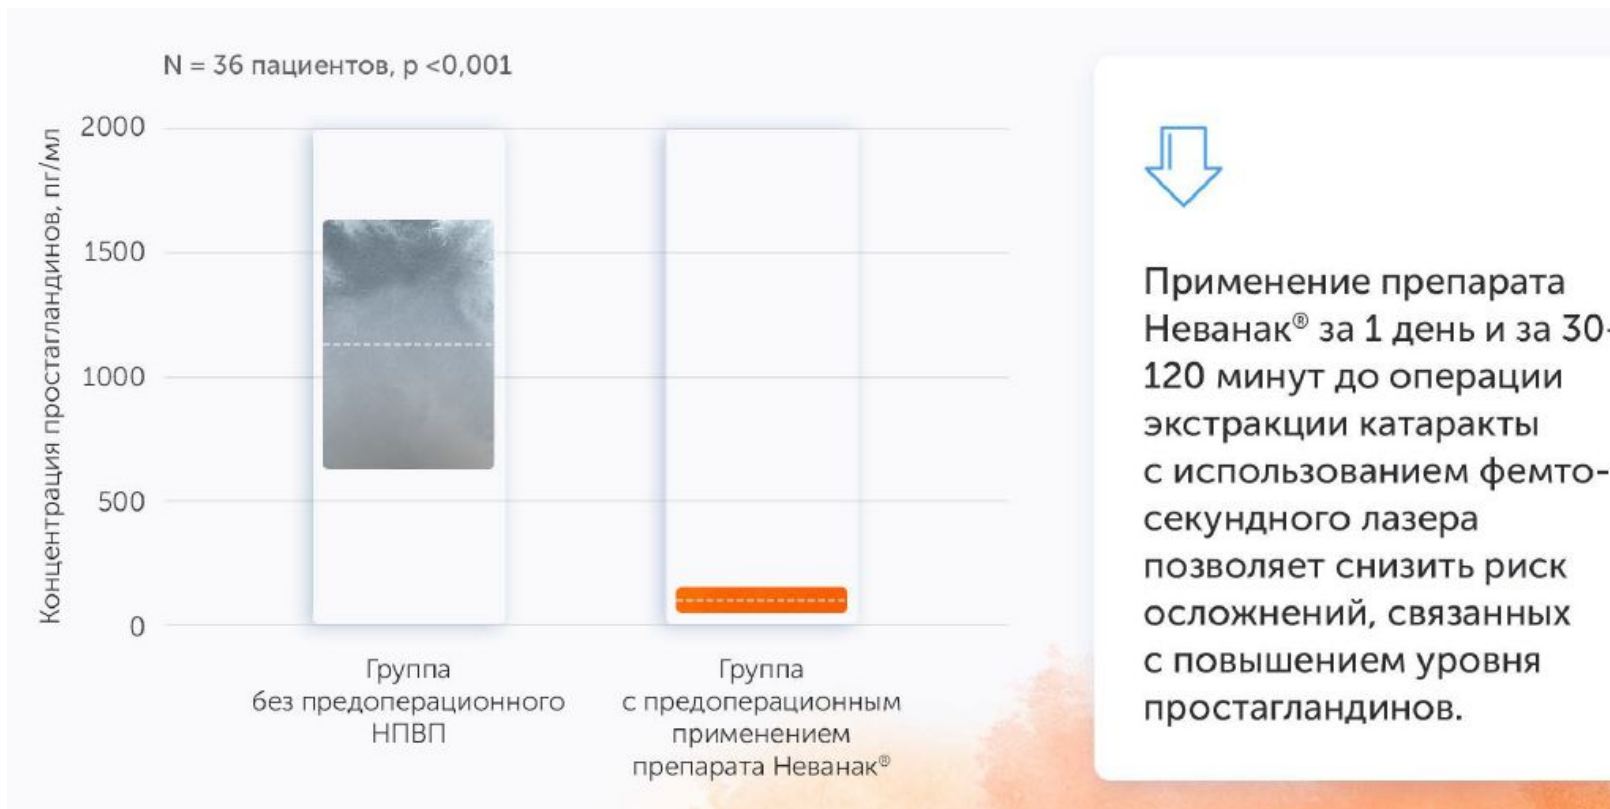 N = 36 пациентов, р <0,001
Концентрация простагландинов, пг/мл
2000
1500
1000
500
0
Группа
без предоперационного
НПВП
Группа
с предоперационным
применением
препарата Неванак®
Применение препарата
Неванак® за 1 день и за 30-
120 минут до операции
экстракции катаракты
с использованием фемто-
секундного лазера
позволяет снизить риск
осложнений, связанных
с повышением уровня
простагландинов.